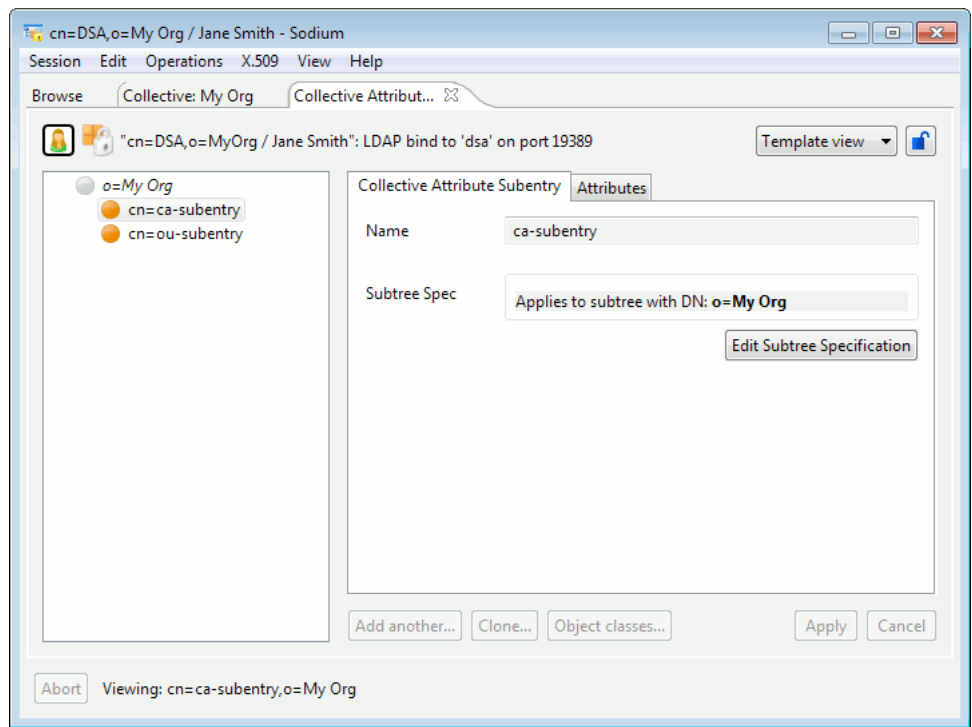 cn=DSA,o=My Org / Jane Smith - Sodium
Session Edit Operations X.509 View Help
Browse Collective: My Org Collective Attribut...
"cn=DSA,o=MyOrg / Jane Smith": LDAP bind to 'dsa' on port 19389 Template view
o=My Org
cn=ca-subentry
cn=ou-subentry
Collective Attribute Subentry Attributes
Name ca-subentry
Subtree Spec Applies to subtree with DN: o=My Org
Edit Subtree Specification
Add another... Clone... Object classes... Apply Cancel
Abort Viewing: cn=ca-subentry,o=My Org